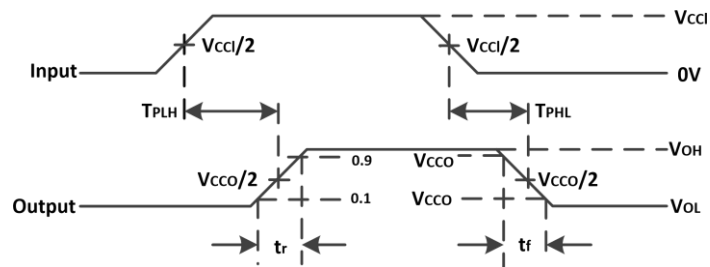 VCCI
VCCI/2
VCCI/2
Input
0V
TPLH
TPHL
VOH
0.9
VCCO
VCCO/2
VCCO/2
0.1
VCCO
Output
VOL
tr
tf